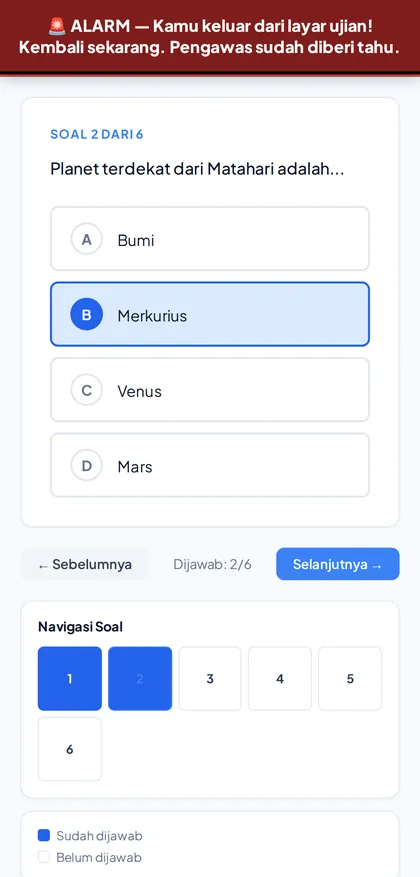 🚨 ALARM — Kamu keluar dari layar ujian!
Kembali sekarang. Pengawas sudah diberi tahu.
SOAL 2 DARI 6
Planet terdekat dari Matahari adalah...
A Bumi
B Merkurius
C Venus
D Mars
← Sebelumnya Dijawab: 2/6 Selanjutnya →
Navigasi Soal
1 2 3 4 5
6
Sudah dijawab
Belum dijawab